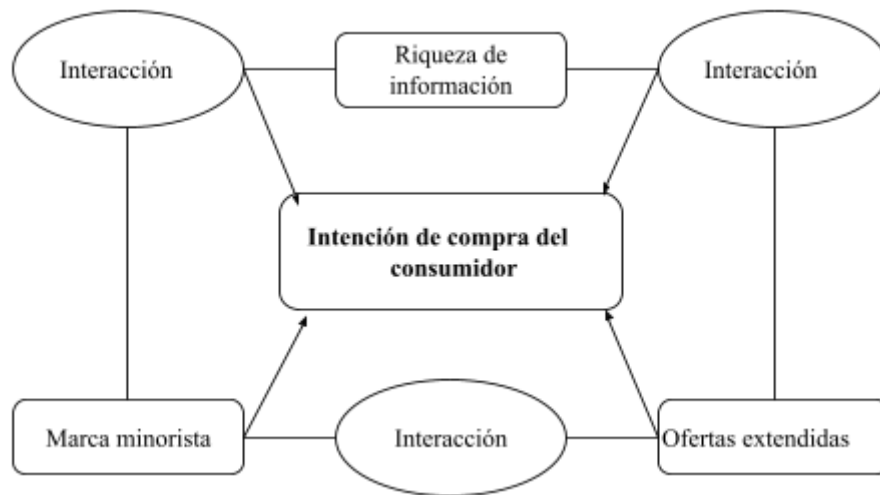 Interacción
Riqueza de
información
Interacción
Intención de compra del
consumidor
Marca minorista
Interacción
Ofertas extendidas